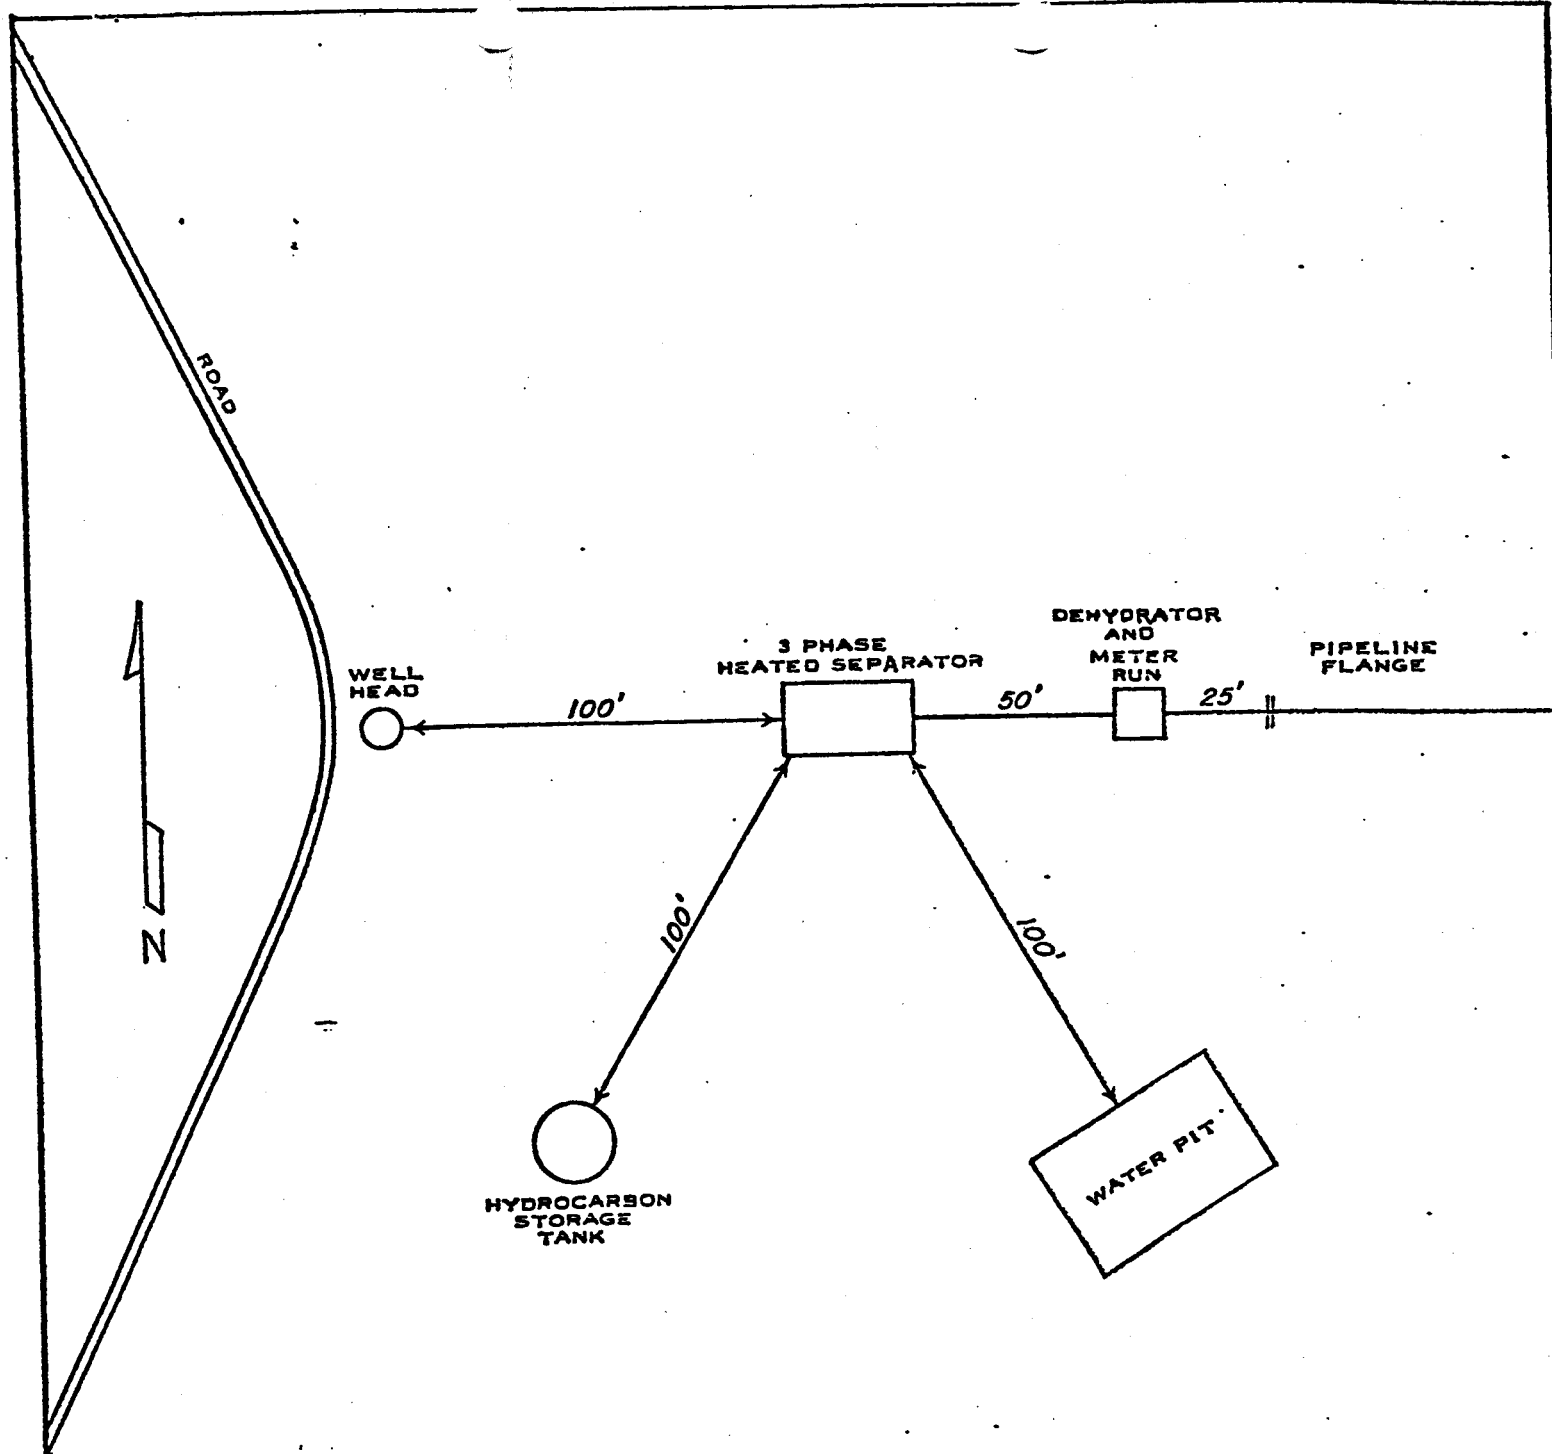 ROAD
WELL
HEAD
100'
3 PHASE
HEATED SEPARATOR
50'
DEHYDRATOR
AND
METER
RUN
25'
PIPELINE
FLANGE
N
100'
100'
HYDROCARBON
STORAGE
TANK
WATER PIT